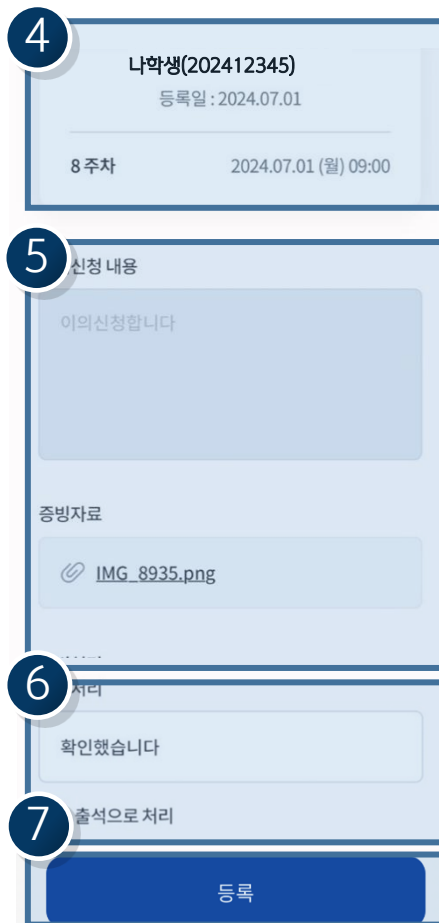 4
나학생(202412345)
등록일 : 2024.07.01
8 주차 2024.07.01 (월) 09:00
5
신청 내용
이의신청합니다
증빙자료
IMG_8935.png
6
처리
확인했습니다
7
출석으로 처리
등록